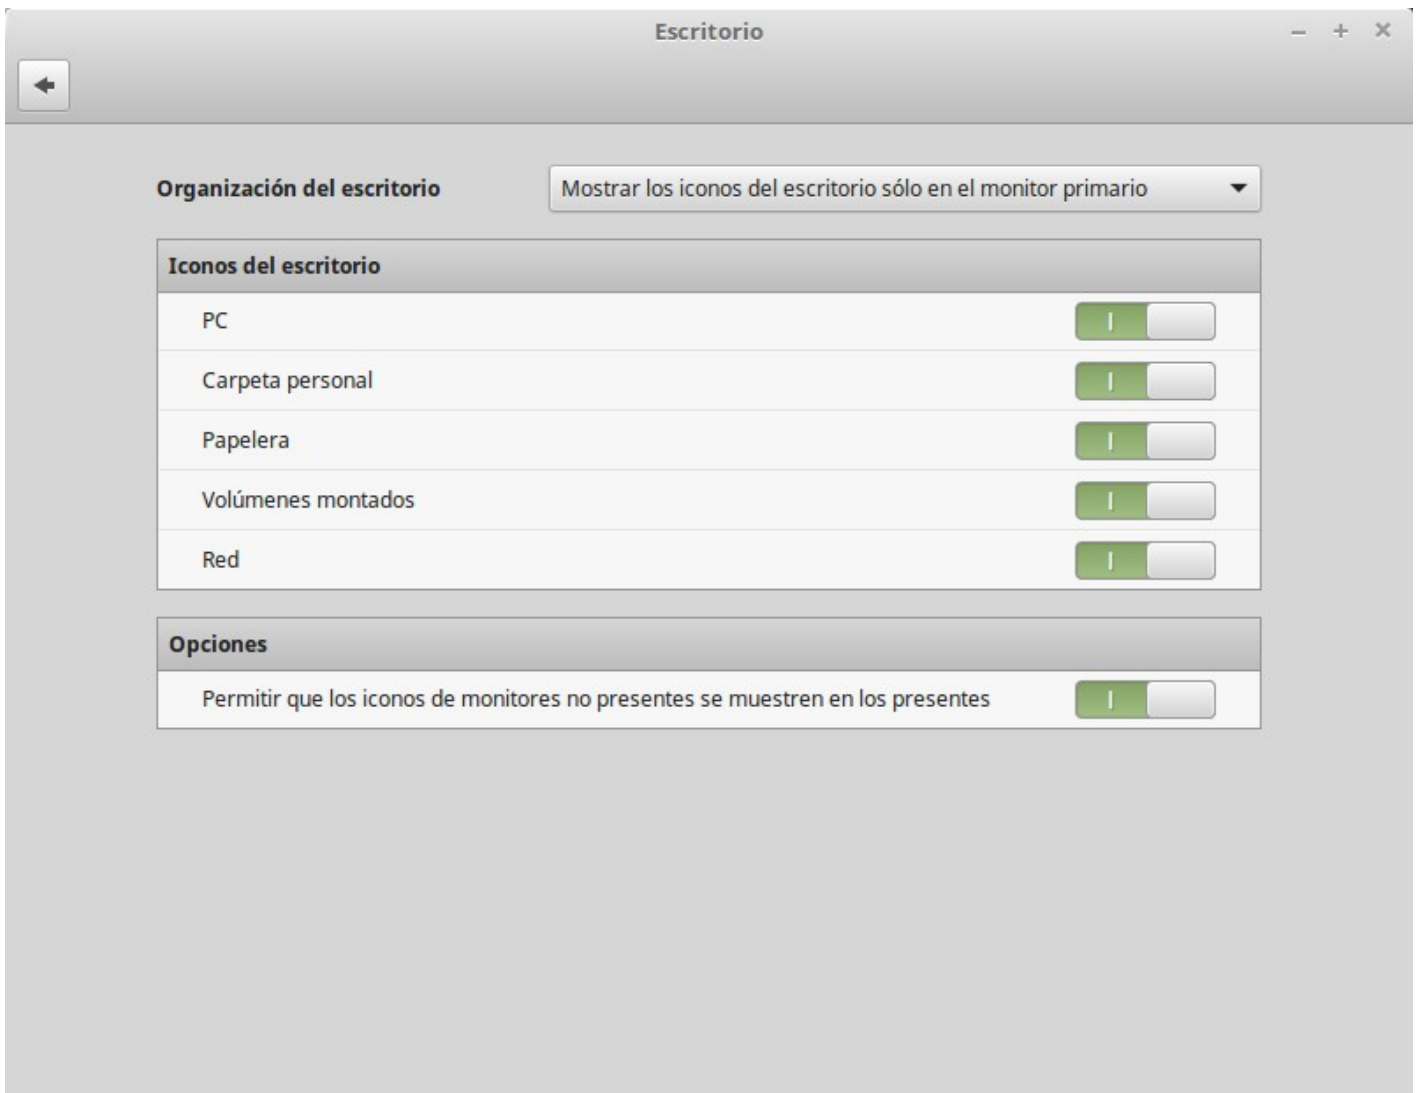 Escritorio
Organización del escritorio
Mostrar los iconos del escritorio sólo en el monitor primario
Iconos del escritorio
PC
Carpeta personal
Papelera
Volúmenes montados
Red
Opciones
Permitir que los iconos de monitores no presentes se muestren en los presentes